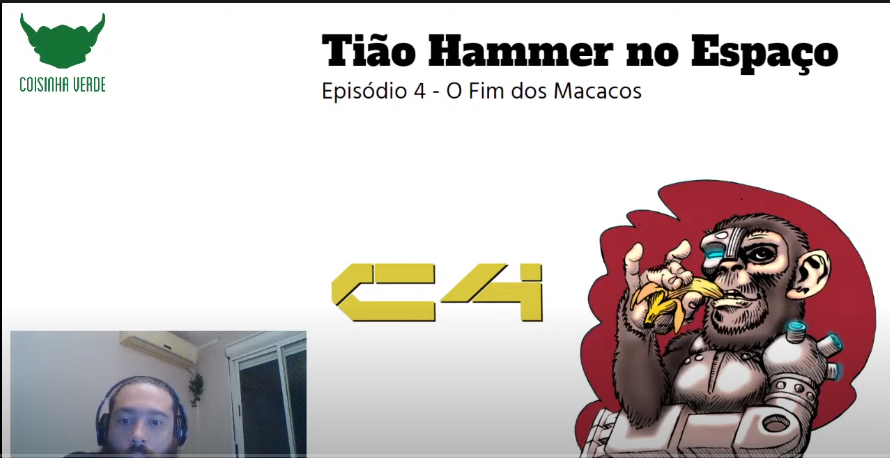 COISINHA VERDE
Tião Hammer no Espaço
Episódio 4 - O Fim dos Macacos
C4